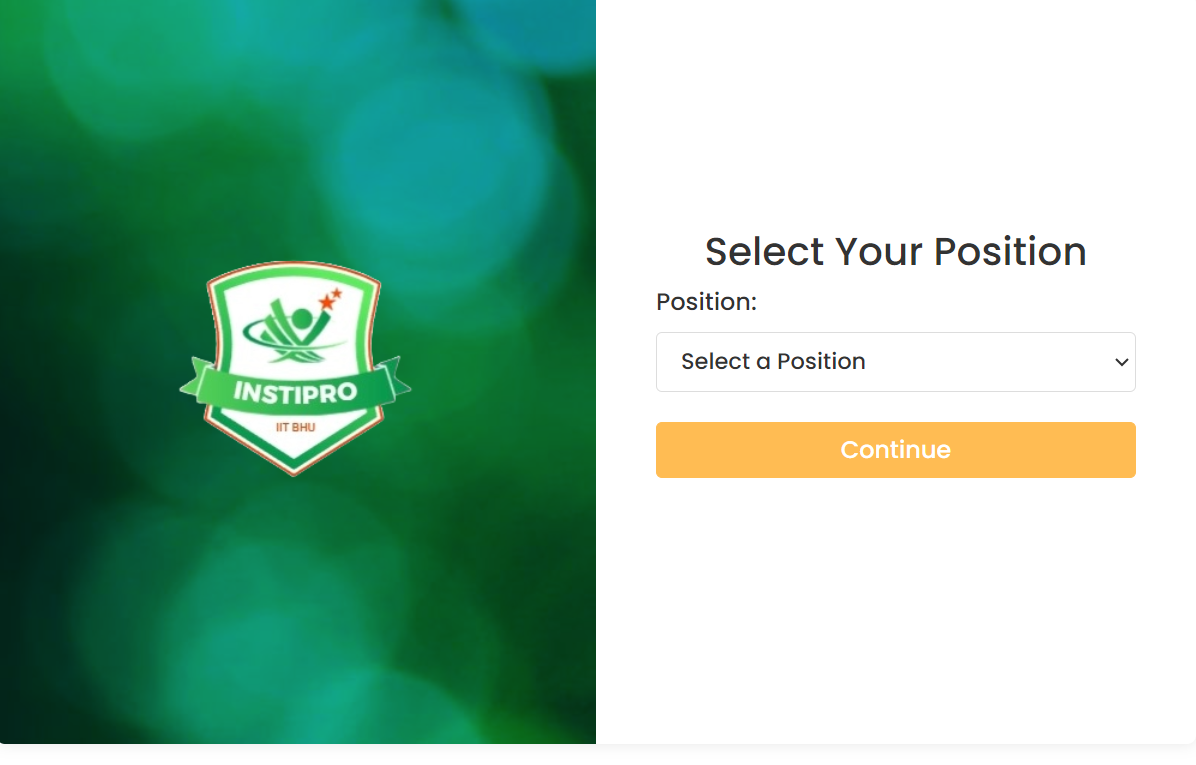 INSTIPRO
IIT BHU
Select Your Position
Position:
Select a Position
Continue